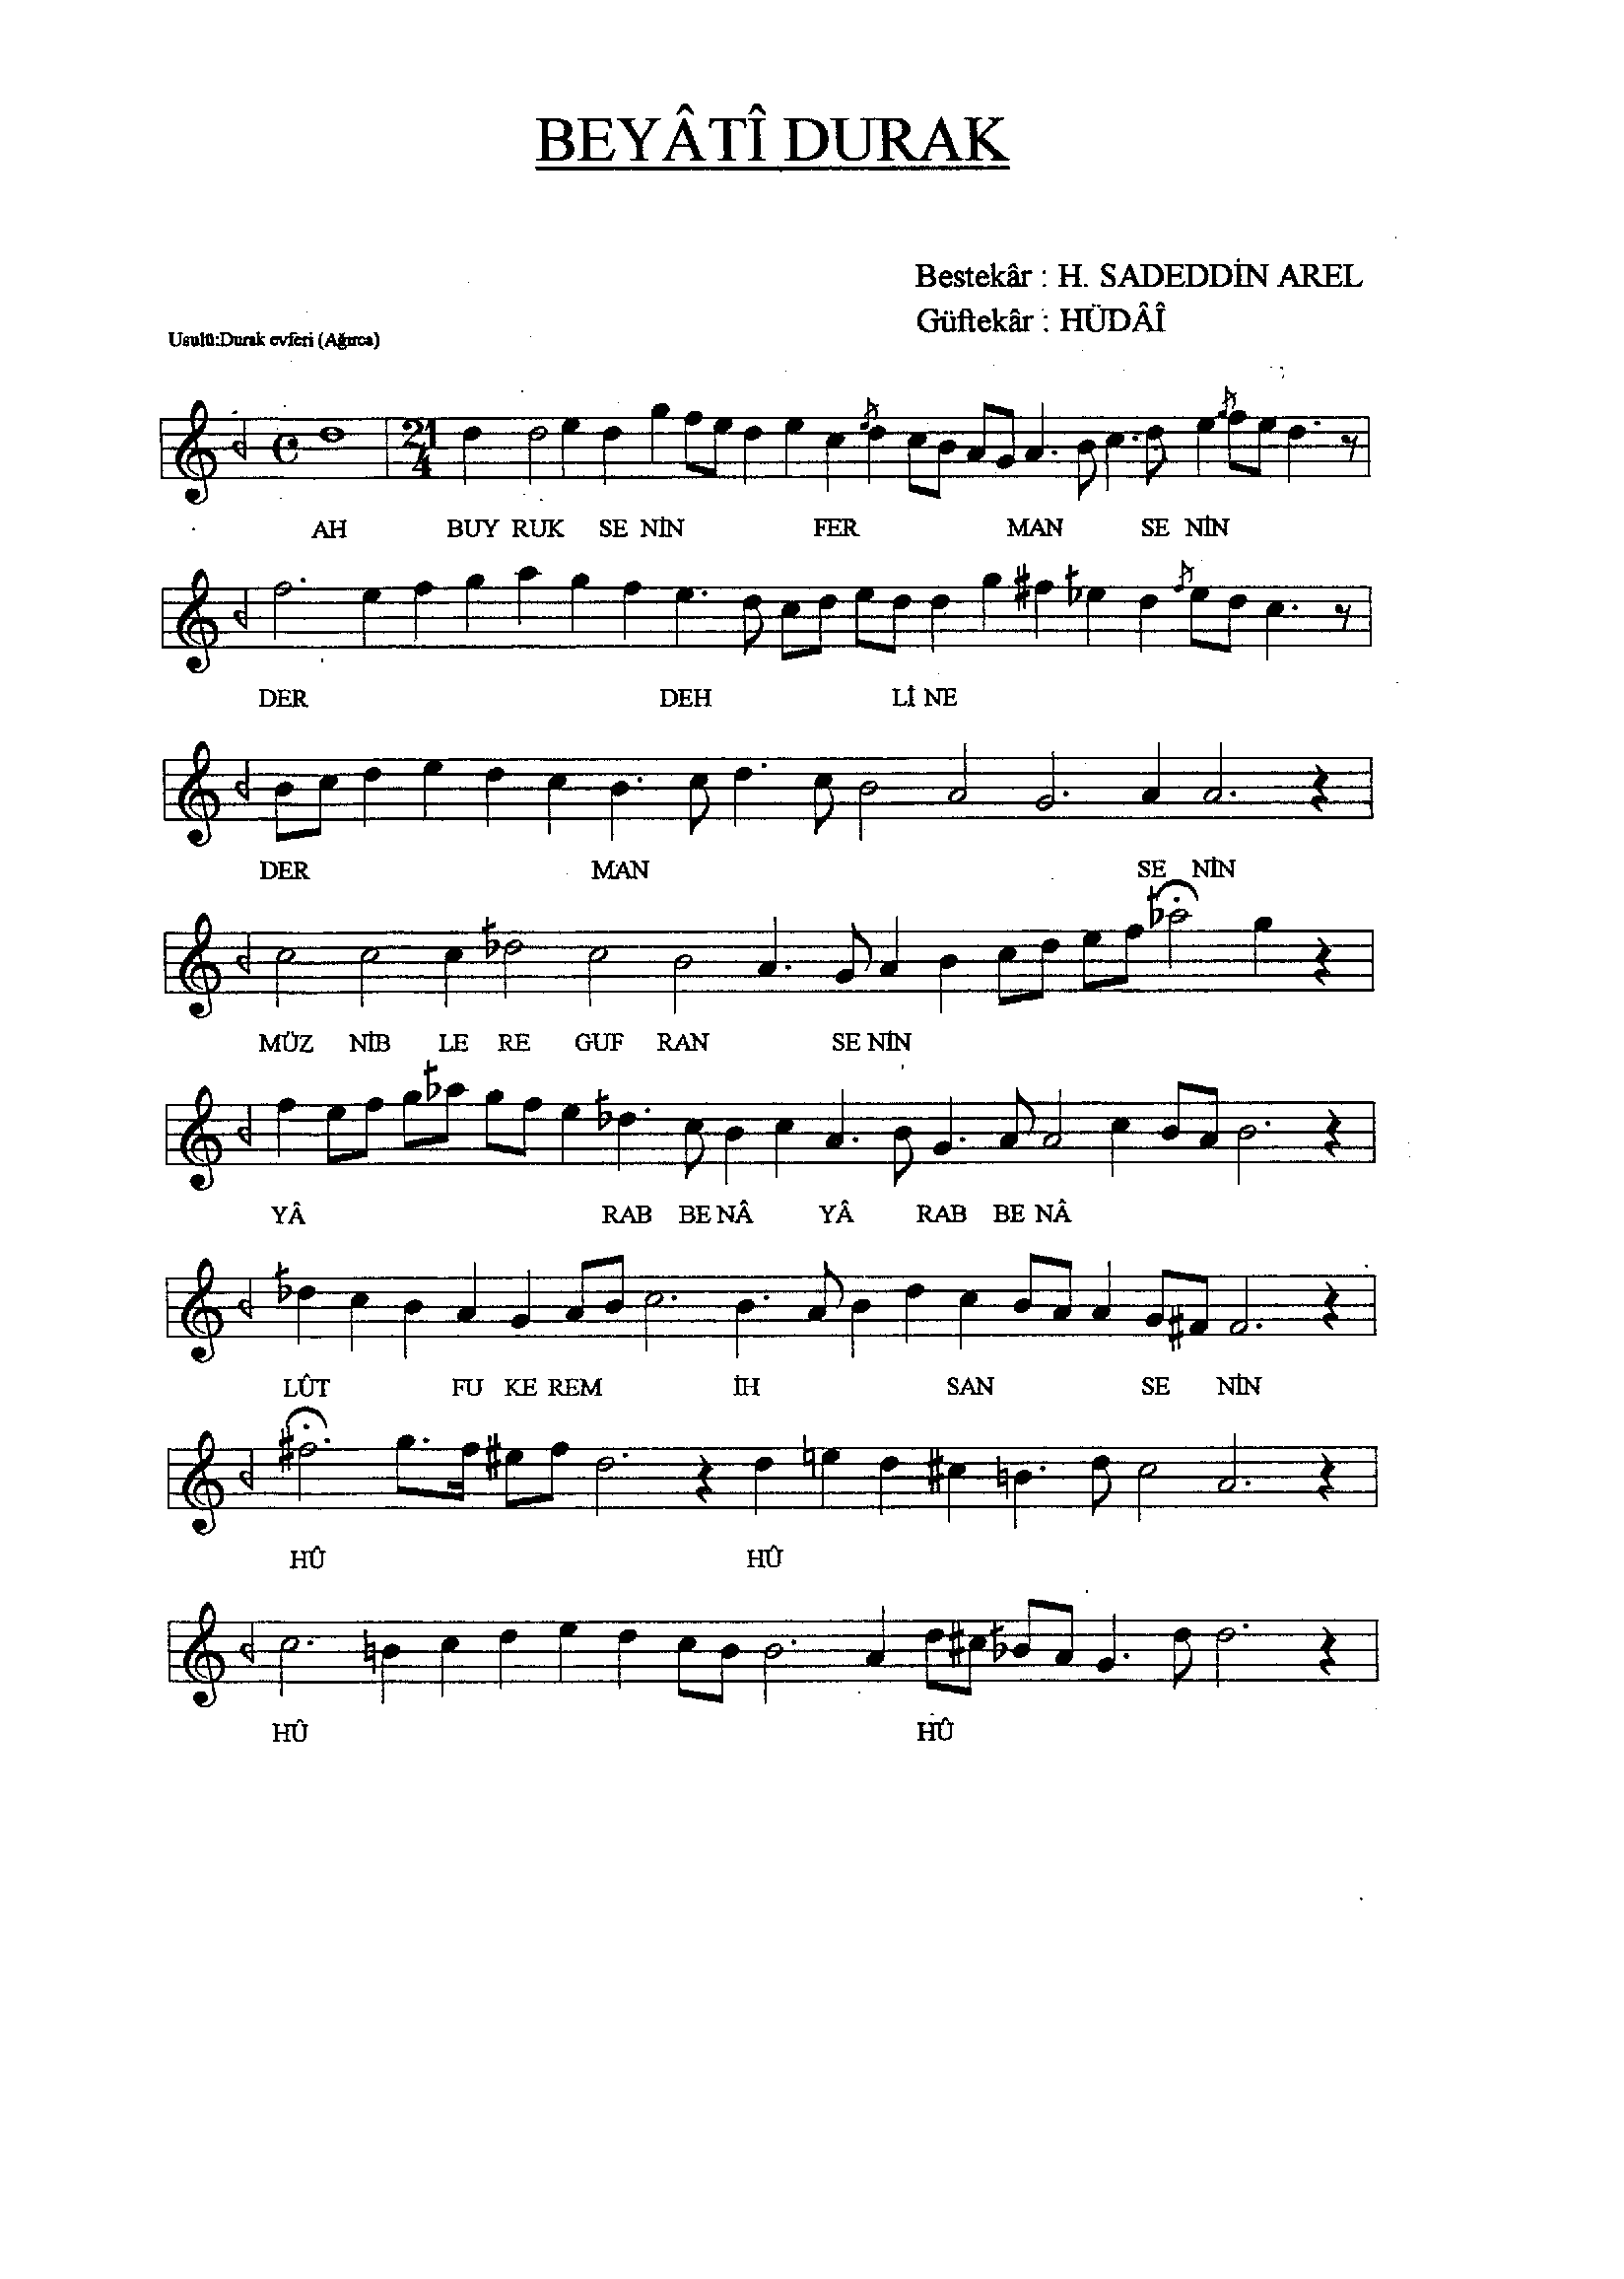 BEYÂTÎ DURAK
Bestekâr : H. SADEDDİN AREL
Güftekâr : HÜDÂÎ
Usulü:Durak evferi (Ağırca)
21
4
AH BUY RUK SE NİN FER MAN SE NİN
DER DEH Lİ NE
DER MAN SE NİN
MÜZ NİB LE RE GUF RAN SE NİN
YÂ RAB BE NÂ YÂ RAB BE NÂ
LÛT FU KE REM İH SAN SE NİN
HÛ HÛ
HÛ HÛ